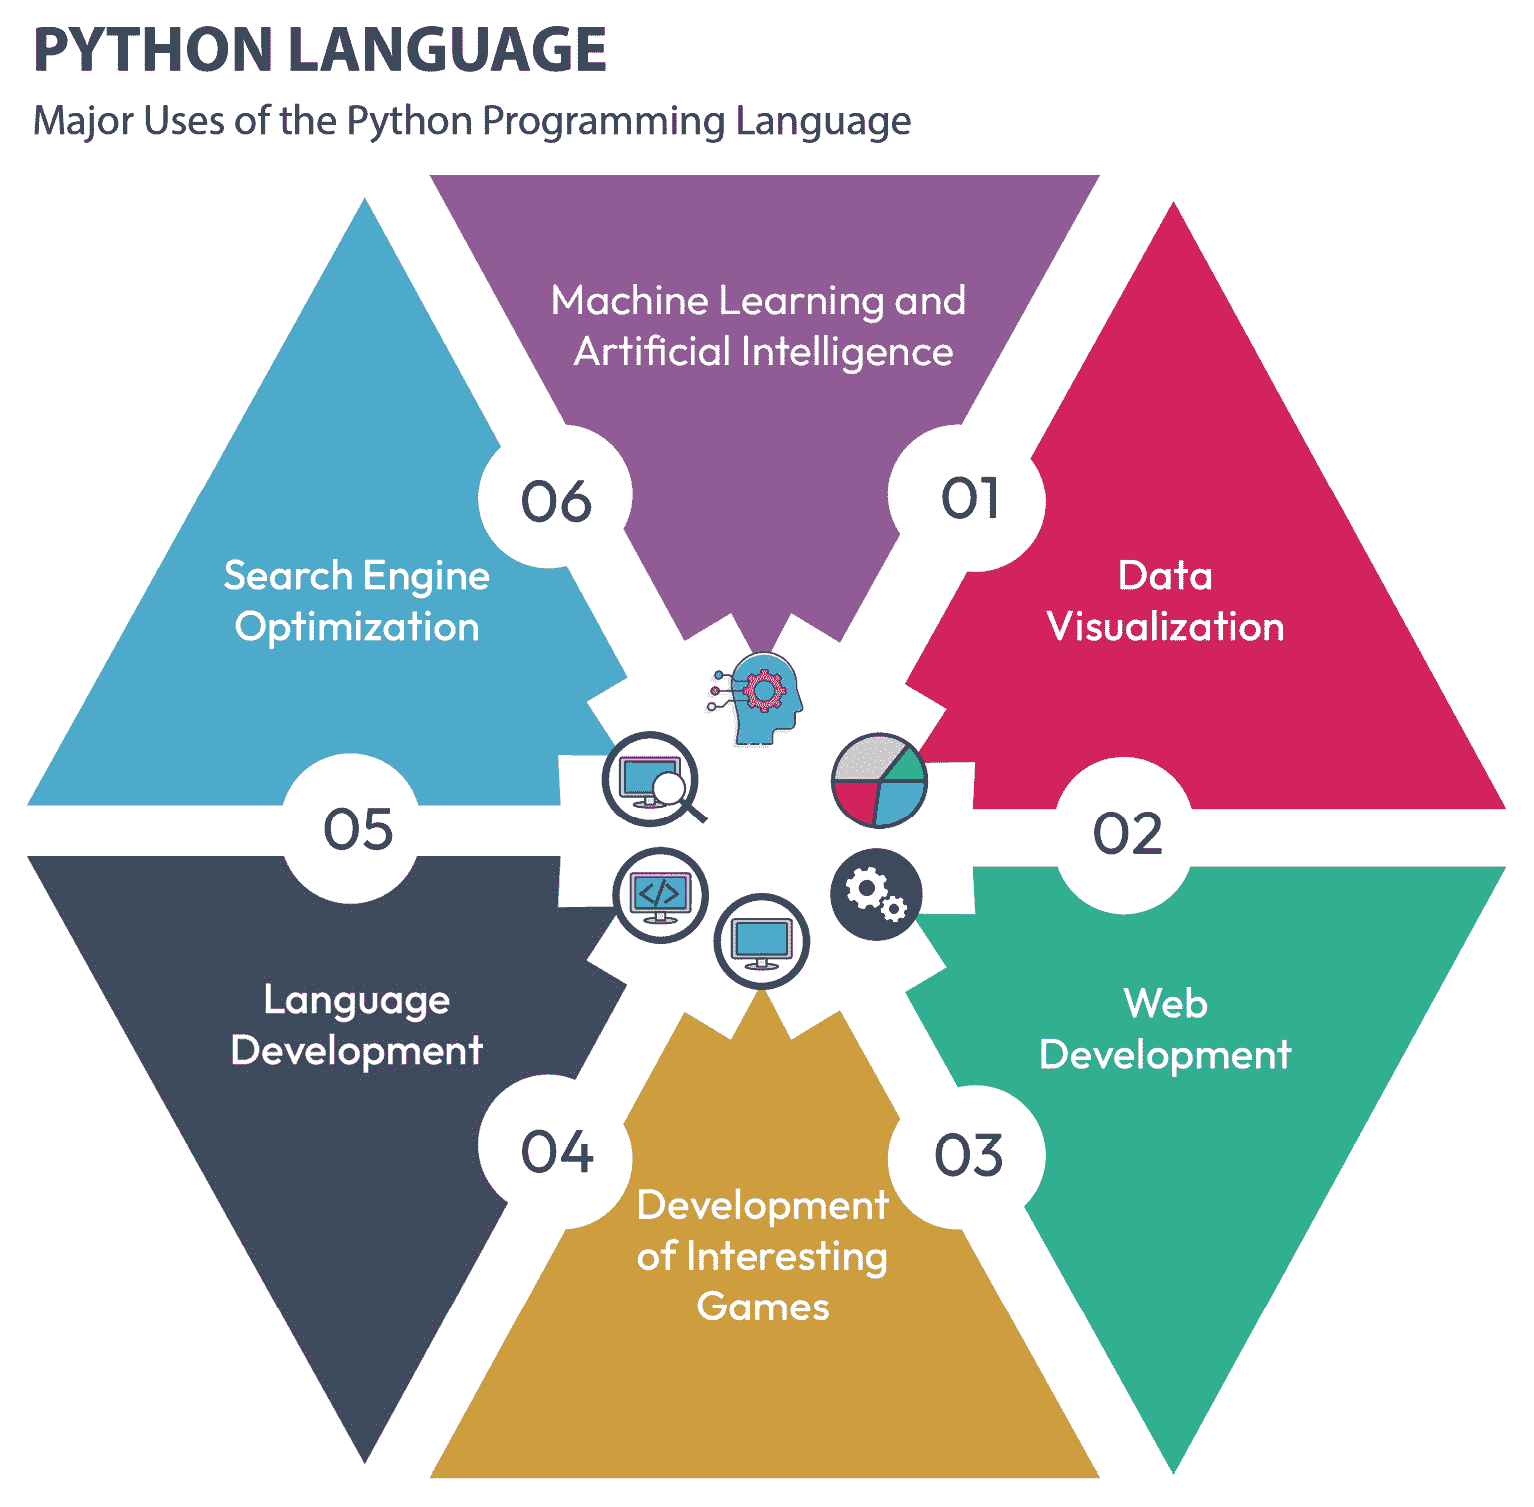 PYTHON LANGUAGE
Major Uses of the Python Programming Language
Machine Learning and
Artificial Intelligence
01
Data
Visualization
02
Web
Development
03
Development
of Interesting
Games
04
Language
Development
05
Search Engine
Optimization
06